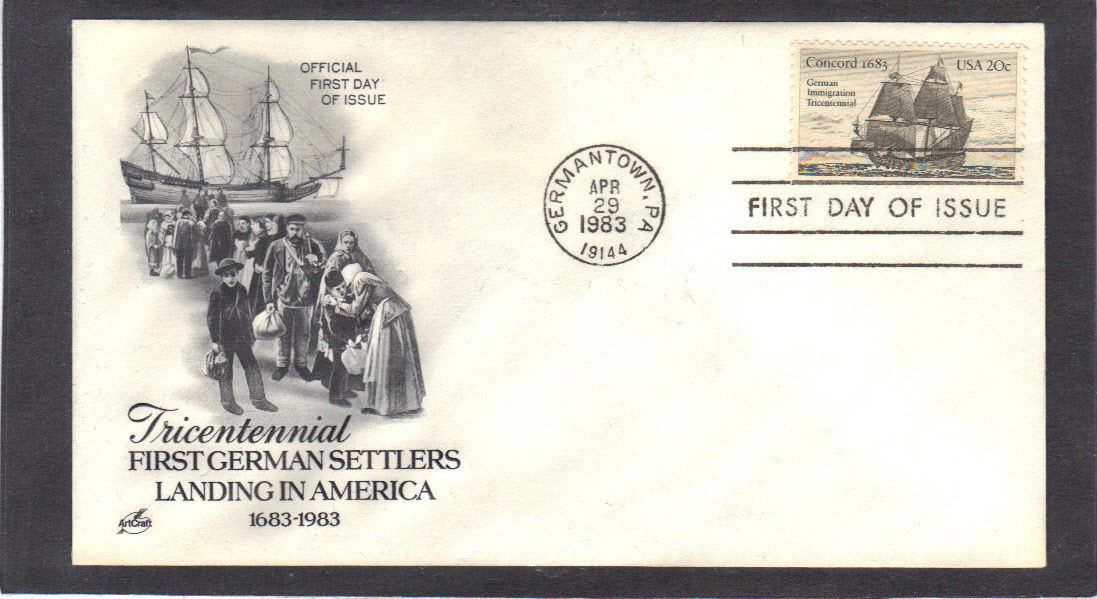 OFFICIAL
FIRST DAY
OF ISSUE
Concord 1683 USA 20c
German
Immigration
Tricentennial
GERMANTOWN, PA
APR
29
1983
19144
FIRST DAY OF ISSUE
Tricentennial
FIRST GERMAN SETTLERS
LANDING IN AMERICA
1683-1983
ArtCraft